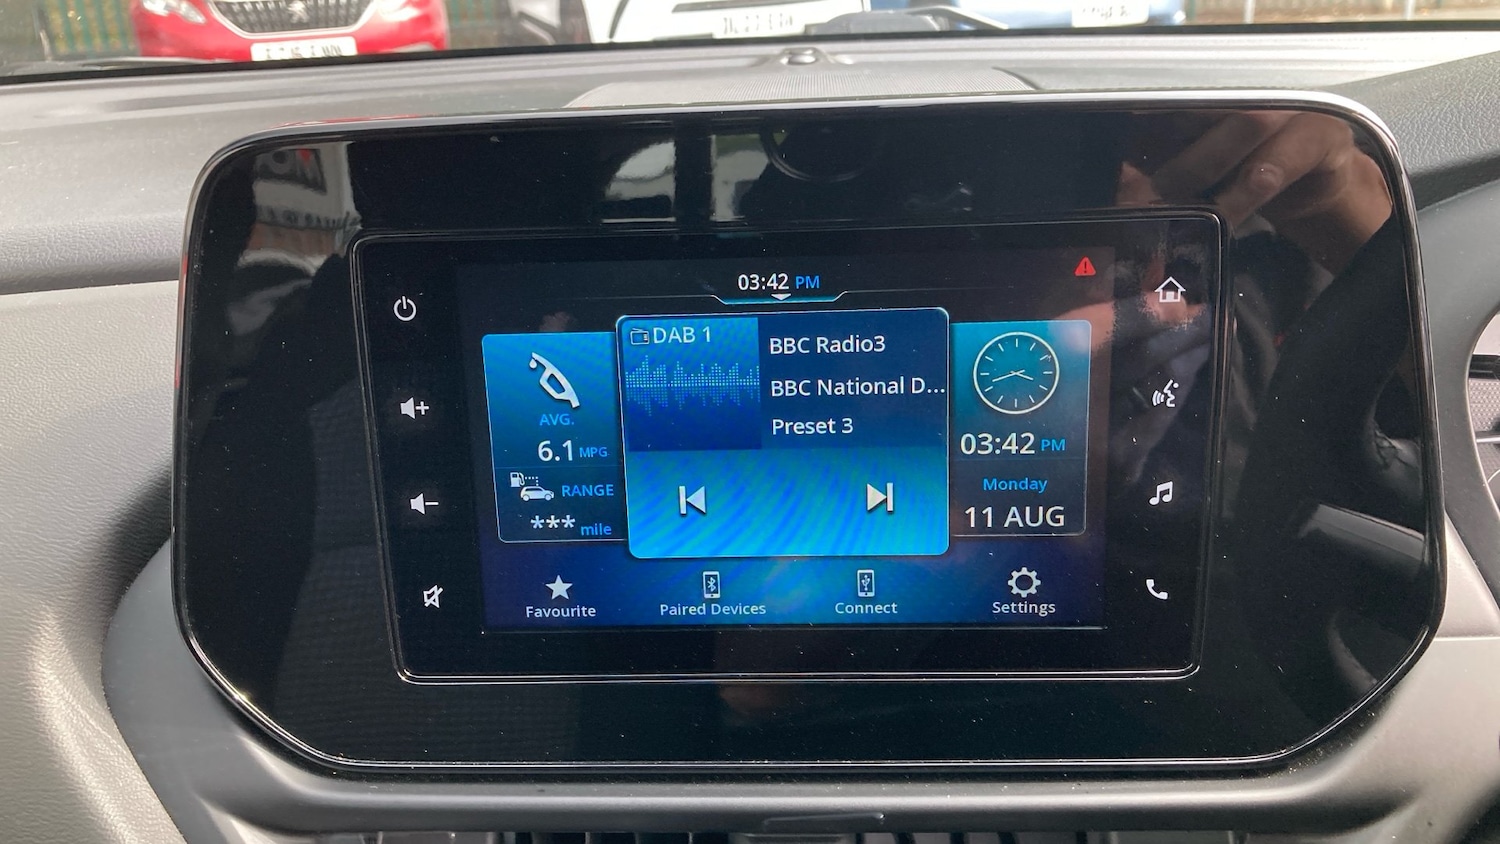 03:42 PM
DAB 1
BBC Radio3
BBC National D...
Preset 3
AVG.
6.1 MPG
RANGE
*** mile
03:42 PM
Monday
11 AUG
Favourite
Paired Devices
Connect
Settings